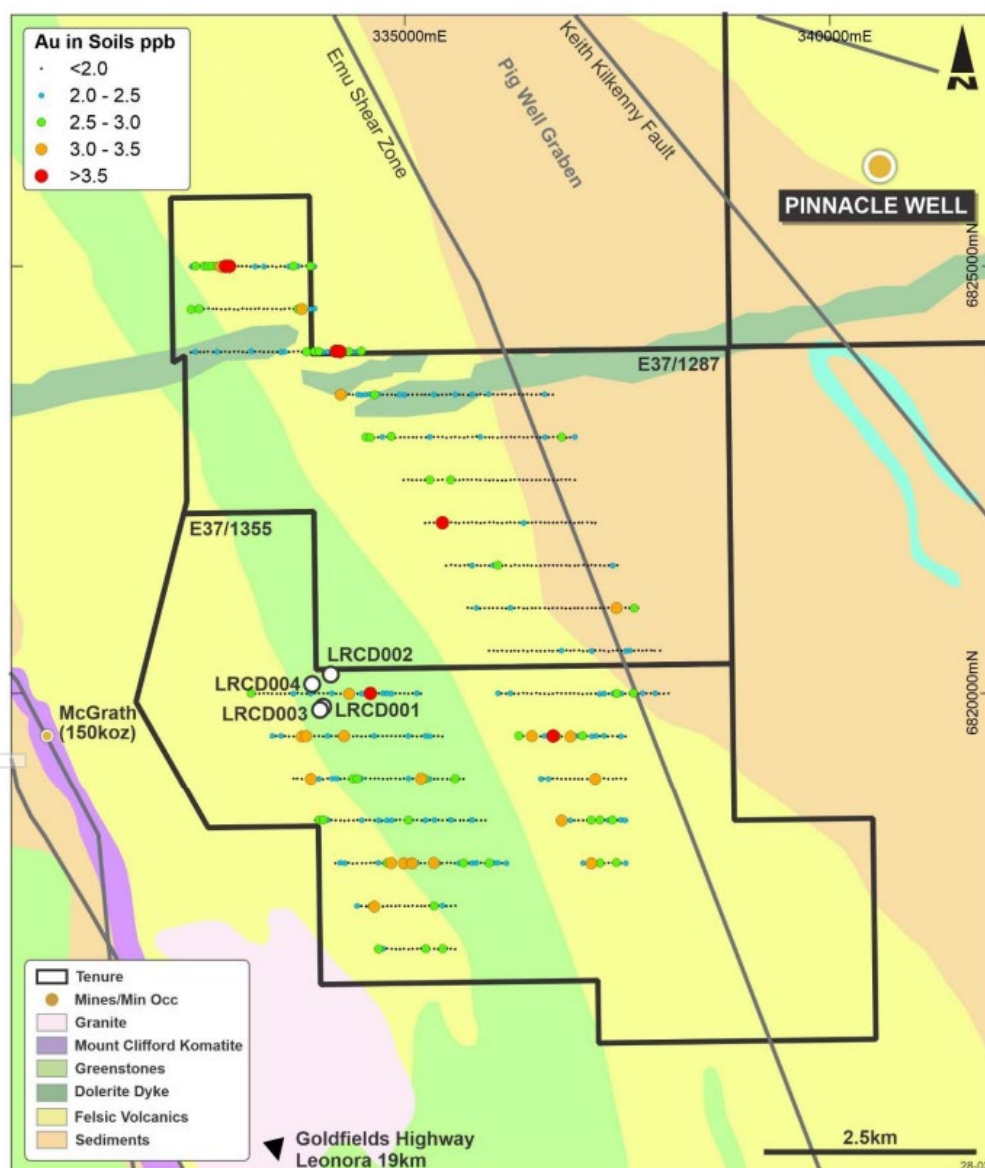 Au in Soils ppb
<2.0
2.0 - 2.5
2.5 - 3.0
3.0 - 3.5
>3.5
335000mE
340000mE
Emu Shear Zone
Pig Well Graben
Keith Kilkenny Fault
N
PINNACLE WELL
6825000mN
E37/1287
E37/1355
LRCD002
LRCD004
LRCD001
LRCD003
6820000mN
McGrath
(150koz)
Tenure
Mines/Min Occ
Granite
Mount Clifford Komatite
Greenstones
Dolerite Dyke
Felsic Volcanics
Sediments
Goldfields Highway
Leonora 19km
2.5km